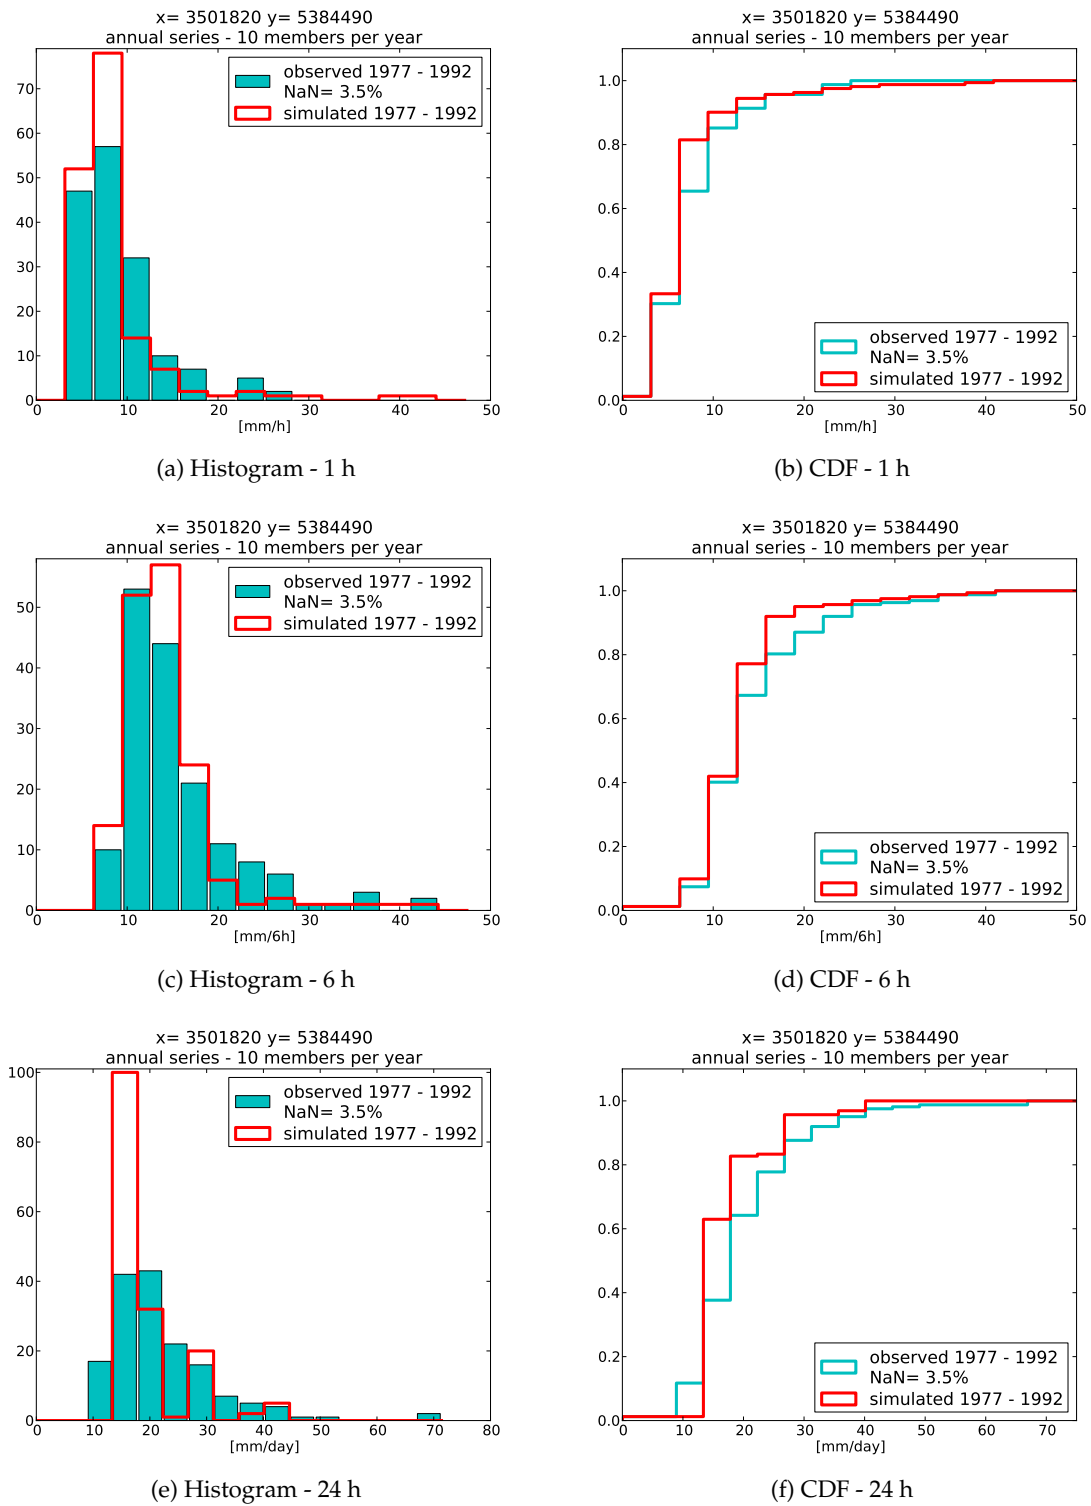 x= 3501820 y= 5384490
annual series - 10 members per year
70
60
50
40
30
20
10
0
0 10 20 30 40 50
[mm/h]
observed 1977 - 1992
NaN= 3.5%
simulated 1977 - 1992
(a) Histogram - 1 h
x= 3501820 y= 5384490
annual series - 10 members per year
1.0
0.8
0.6
0.4
0.2
0.0
0 10 20 30 40 50
[mm/h]
observed 1977 - 1992
NaN= 3.5%
simulated 1977 - 1992
(b) CDF - 1 h
x= 3501820 y= 5384490
annual series - 10 members per year
50
40
30
20
10
0
0 10 20 30 40 50
[mm/6h]
observed 1977 - 1992
NaN= 3.5%
simulated 1977 - 1992
(c) Histogram - 6 h
x= 3501820 y= 5384490
annual series - 10 members per year
1.0
0.8
0.6
0.4
0.2
0.0
0 10 20 30 40 50
[mm/6h]
observed 1977 - 1992
NaN= 3.5%
simulated 1977 - 1992
(d) CDF - 6 h
x= 3501820 y= 5384490
annual series - 10 members per year
100
80
60
40
20
0
0 10 20 30 40 50 60 70 80
[mm/day]
observed 1977 - 1992
NaN= 3.5%
simulated 1977 - 1992
(e) Histogram - 24 h
x= 3501820 y= 5384490
annual series - 10 members per year
1.0
0.8
0.6
0.4
0.2
0.0
0 10 20 30 40 50 60 70
[mm/day]
observed 1977 - 1992
NaN= 3.5%
simulated 1977 - 1992
(f) CDF - 24 h